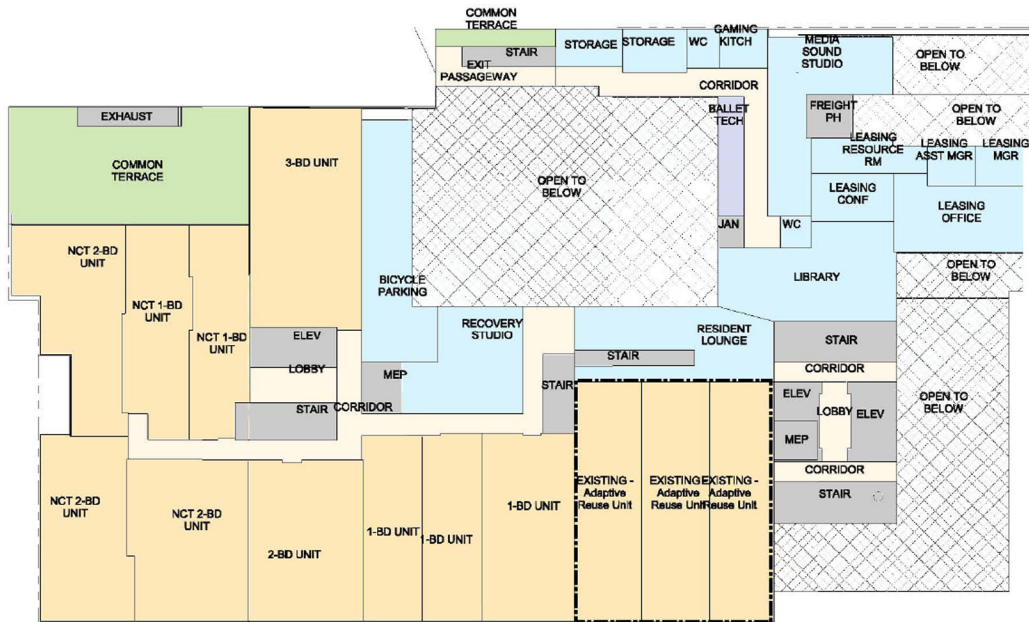 COMMON
TERRACE
STAIR
EXIT
PASSAGEWAY
STORAGE
STORAGE
WC
GAMING
KITCH
MEDIA
SOUND
STUDIO
OPEN TO
BELOW
CORRIDOR
EXHAUST
BALLET
TECH
FREIGHT
PH
OPEN TO
BELOW
COMMON
TERRACE
3-BD UNIT
OPEN TO
BELOW
LEASING
RESOURCE
RM
LEASING
ASST MGR
LEASING
MGR
LEASING
CONF
LEASING
OFFICE
JAN
WC
NCT 2-BD
UNIT
NCT 1-BD
UNIT
NCT 1-BD
UNIT
BICYCLE
PARKING
LIBRARY
OPEN TO
BELOW
ELEV
LOBBY
RECOVERY
STUDIO
RESIDENT
LOUNGE
STAIR
STAIR
MEP
STAIR
CORRIDOR
CORRIDOR
STAIR
ELEV
LOBBY
ELEV
OPEN TO
BELOW
MEP
CORRIDOR
STAIR
NCT 2-BD
UNIT
NCT 2-BD
UNIT
2-BD UNIT
1-BD UNIT
1-BD UNIT
1-BD UNIT
EXISTING -
Adaptive
Reuse Unit
EXISTING -
Adaptive
Reuse Unit
EXISTING -
Adaptive
Reuse Unit